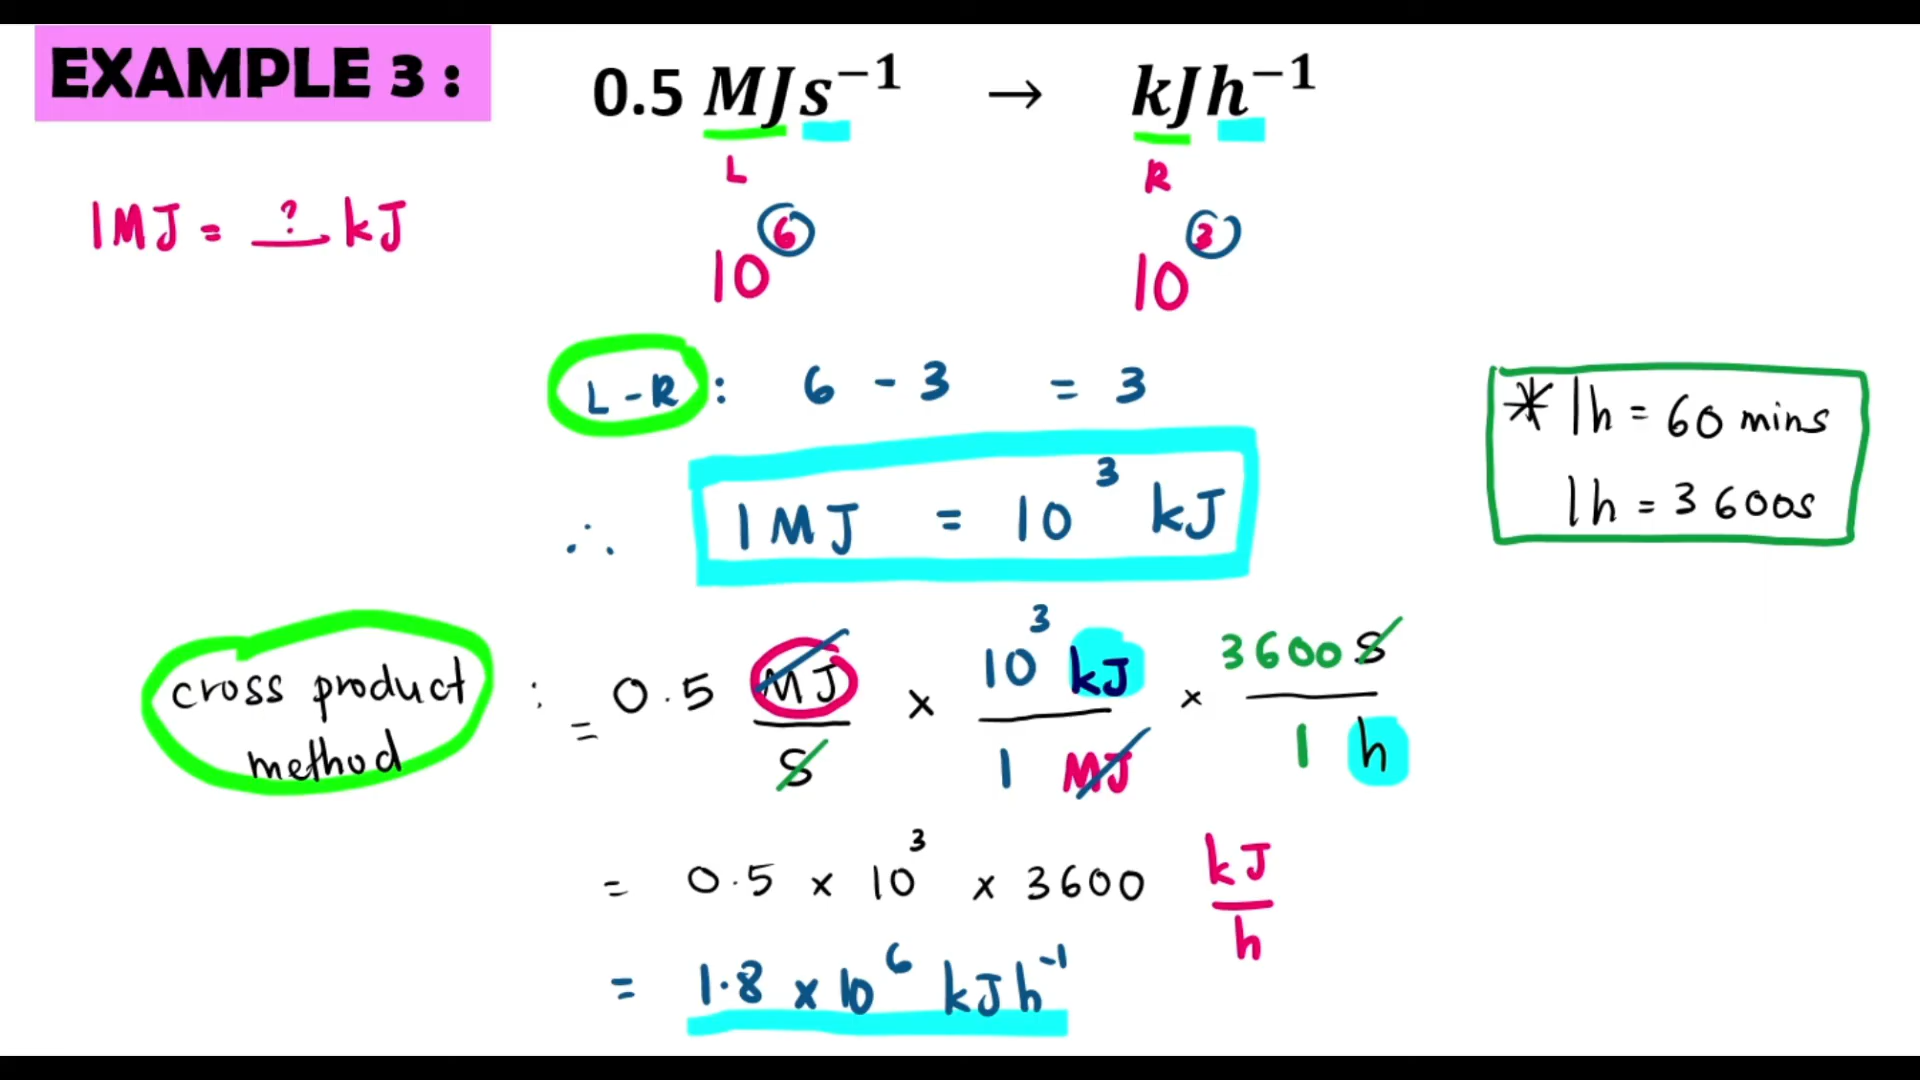 EXAMPLE 3 :
0.5 MJs⁻¹ → kJh⁻¹
L R
1MJ = ? kJ
10⁶ 10³
L - R : 6 - 3 = 3
* 1h = 60 mins
1h = 3600s
∴ 1MJ = 10³ kJ
cross product method :
= 0.5 MJ/s × 10³ kJ/1 MJ × 3600 s/1 h
= 0.5 × 10³ × 3600 kJ/h
= 1.8 × 10⁶ kJh⁻¹